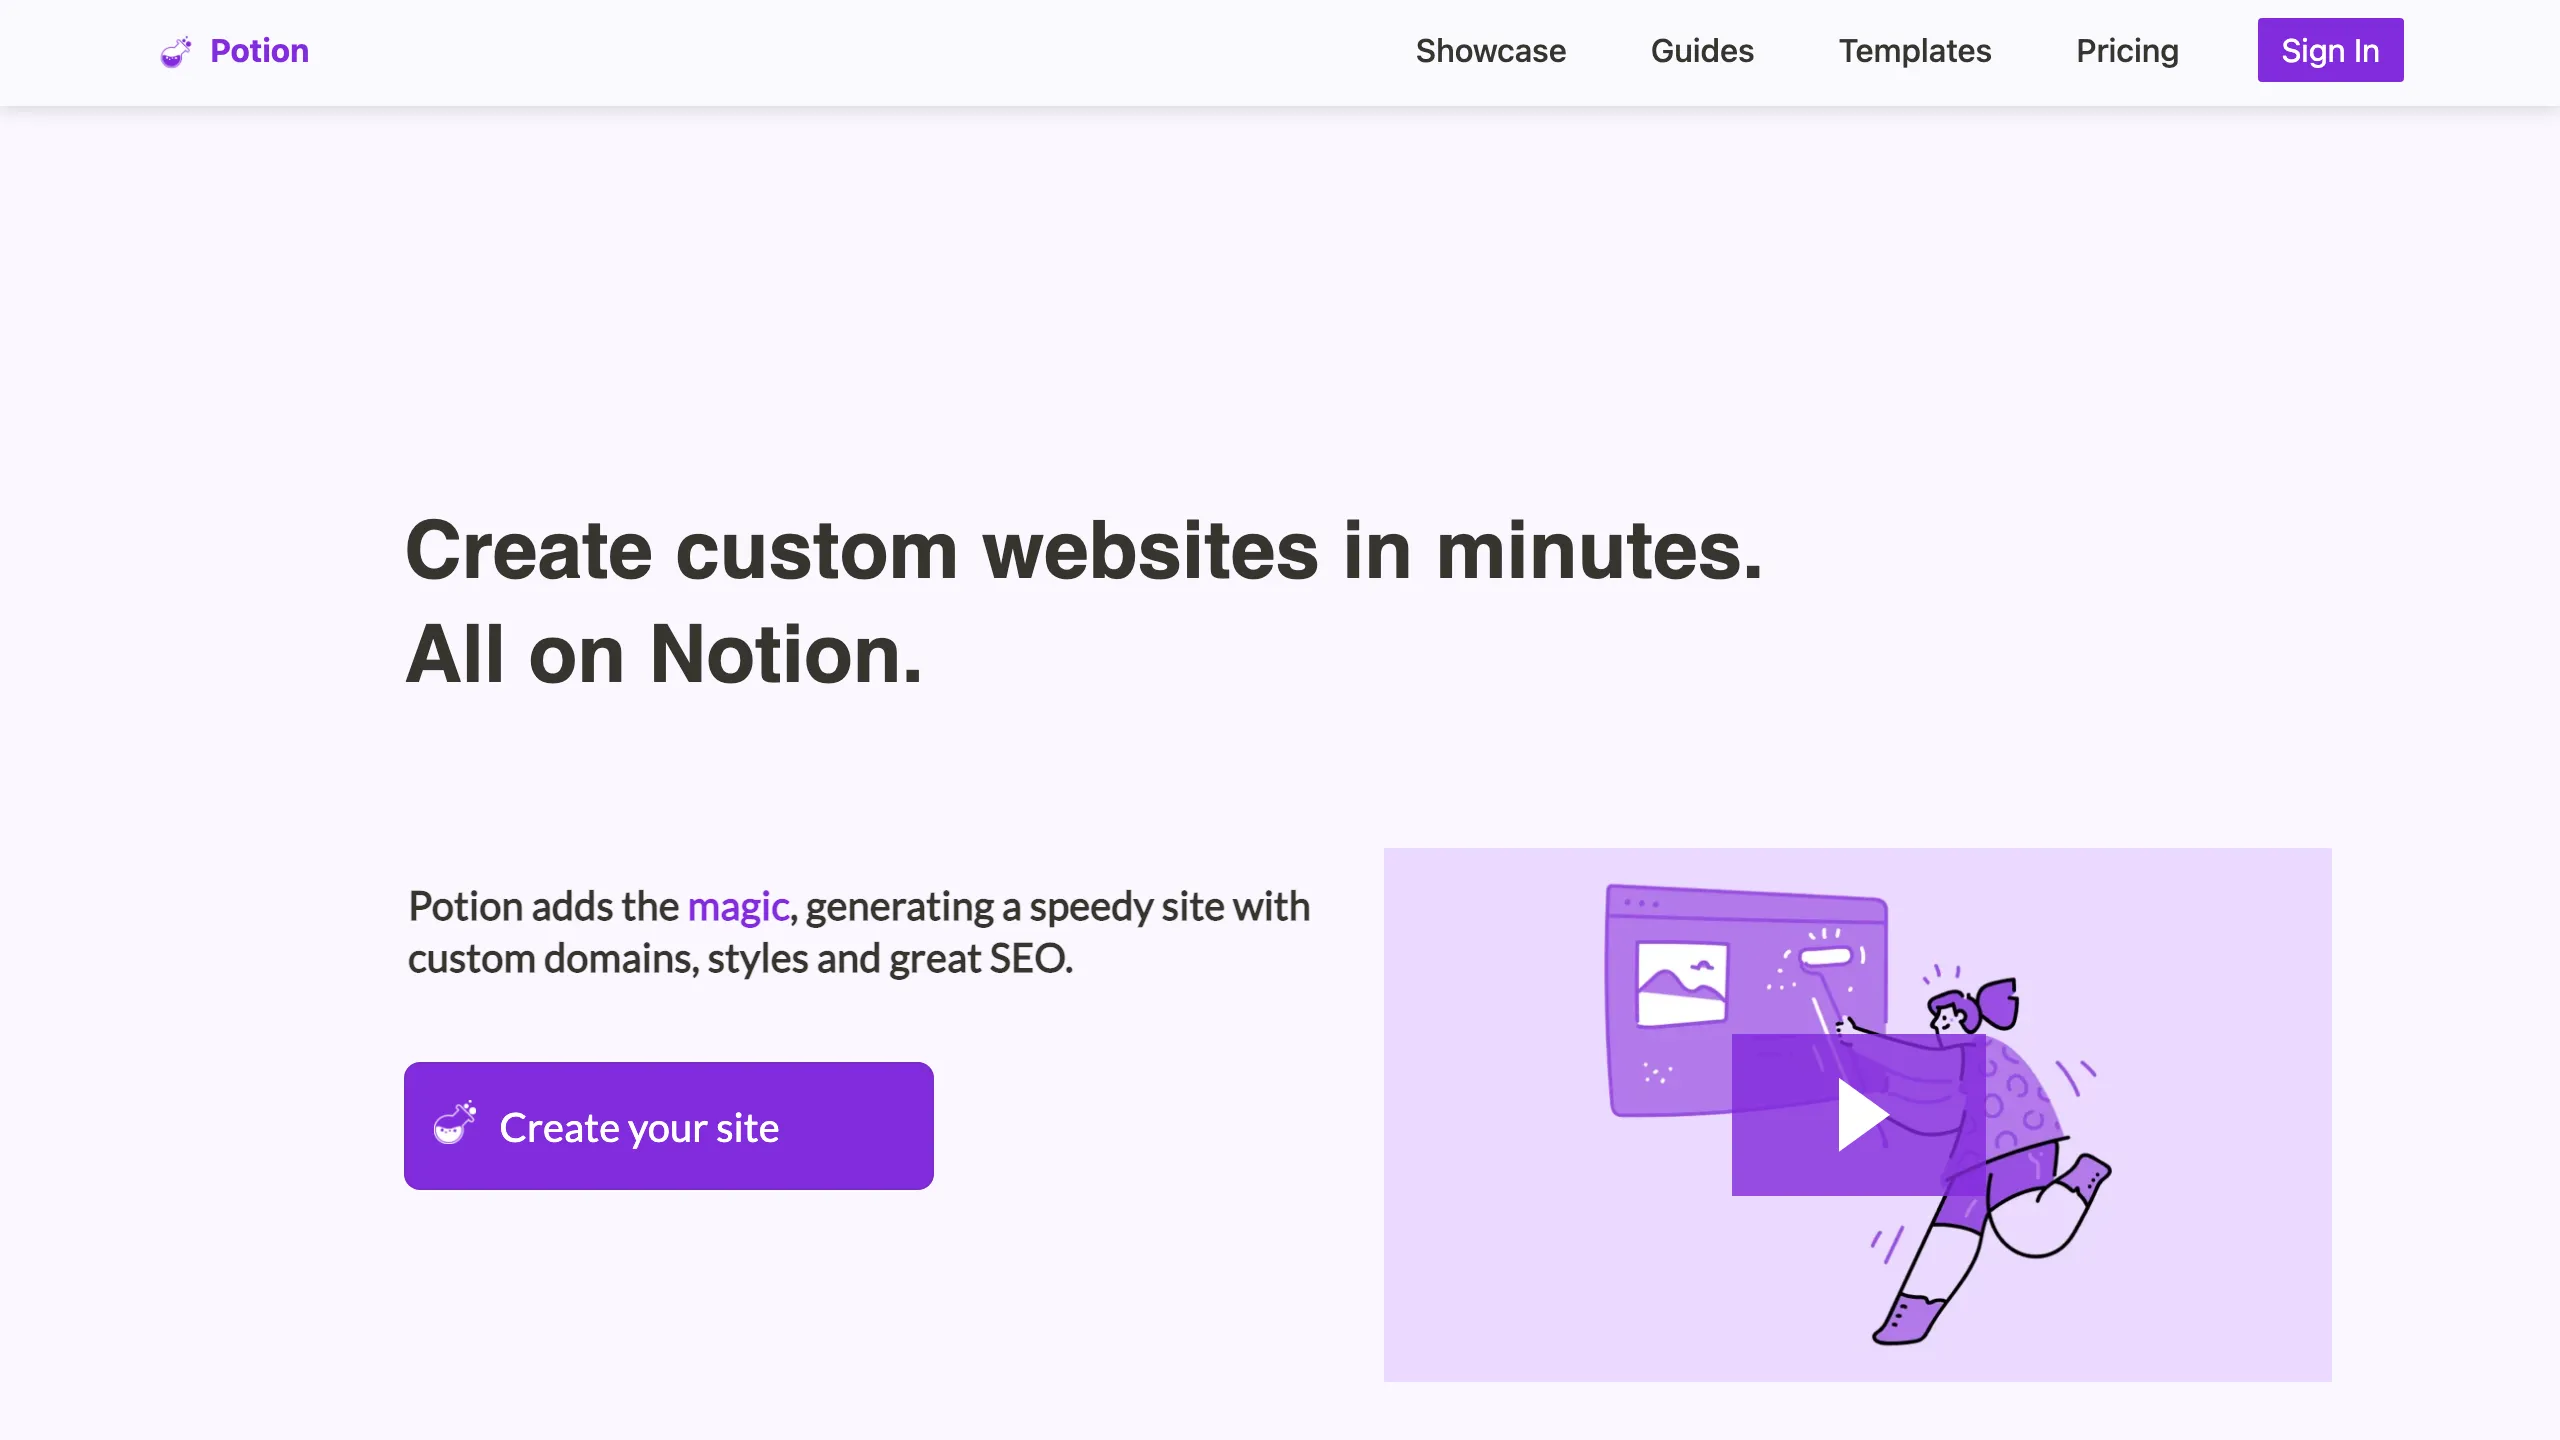 Potion
Showcase
Guides
Templates
Pricing
Sign In
Create custom websites in minutes.
All on Notion.
Potion adds the magic, generating a speedy site with
custom domains, styles and great SEO.
Create your site